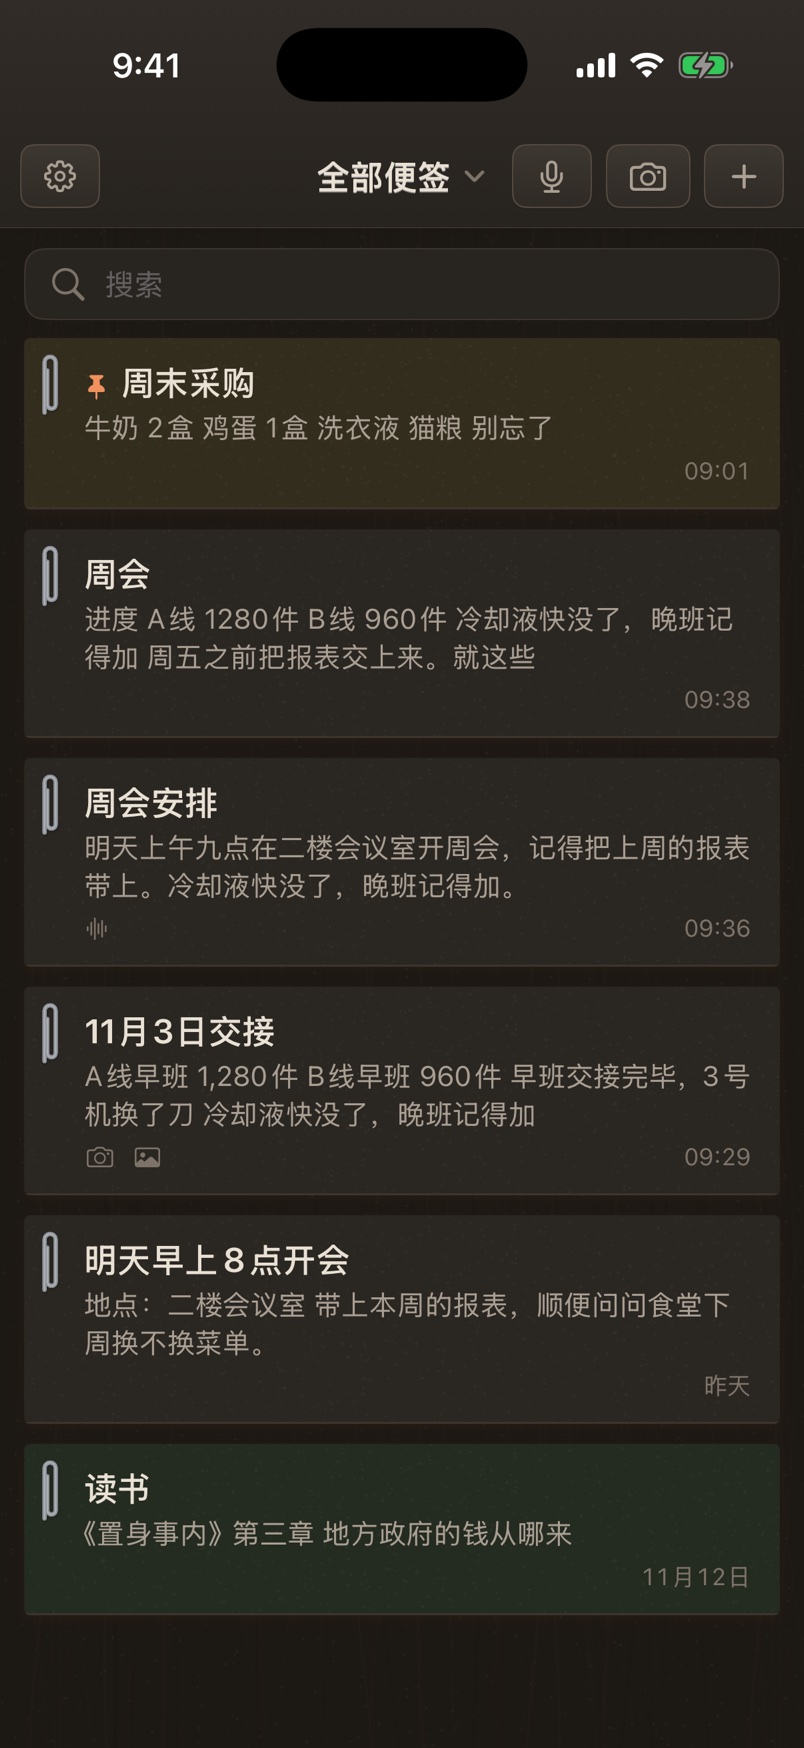 9:41
全部便签
搜索
周末采购
牛奶 2盒 鸡蛋 1盒 洗衣液 猫粮 别忘了
09:01
周会
进度 A线 1280件 B线 960件 冷却液快没了，晚班记
得加 周五之前把报表交上来。就这些
09:38
周会安排
明天上午九点在二楼会议室开周会，记得把上周的报表
带上。冷却液快没了，晚班记得加。
09:36
11月3日交接
A线早班 1,280件 B线早班 960件 早班交接完毕，3号
机换了刀 冷却液快没了，晚班记得加
09:29
明天早上8点开会
地点：二楼会议室 带上本周的报表，顺便问问食堂下
周换不换菜单。
昨天
读书
《置身事内》第三章 地方政府的钱从哪来
11月12日